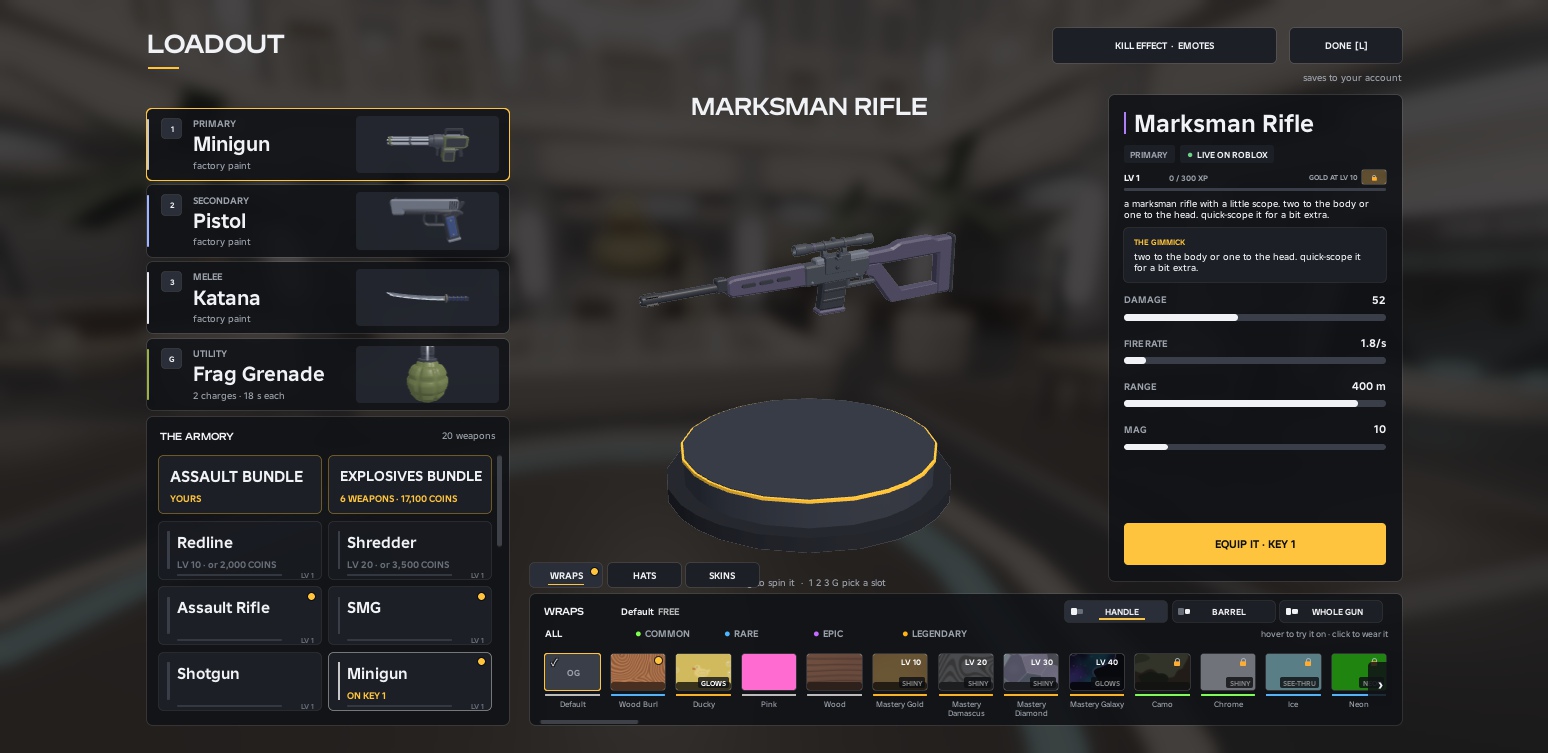 LOADOUT
KILL EFFECT · EMOTES
DONE [L]
saves to your account
1
PRIMARY
Minigun
factory paint
2
SECONDARY
Pistol
factory paint
3
MELEE
Katana
factory paint
G
UTILITY
Frag Grenade
2 charges · 18 s each
THE ARMORY
20 weapons
ASSAULT BUNDLE
YOURS
EXPLOSIVES BUNDLE
6 WEAPONS · 17,100 COINS
Redline
LV 10 · or 2,000 COINS
LV 1
Shredder
LV 20 · or 3,500 COINS
LV 1
Assault Rifle
LV 1
SMG
LV 1
Shotgun
LV 1
Minigun
ON KEY 1
LV 1
MARKSMAN RIFLE
Marksman Rifle
PRIMARY
LIVE ON ROBLOX
LV 1
0 / 300 XP
GOLD AT LV 10
a marksman rifle with a little scope. two to the body or
one to the head. quick-scope it for a bit extra.
THE GIMMICK
two to the body or one to the head. quick-scope it
for a bit extra.
DAMAGE
52
FIRE RATE
1.8/s
RANGE
400 m
MAG
10
EQUIP IT · KEY 1
WRAPS
HATS
SKINS
spin it · 1 2 3 G pick a slot
WRAPS
Default FREE
HANDLE
BARREL
WHOLE GUN
ALL
COMMON
RARE
EPIC
LEGENDARY
hover to try it on · click to wear it
✓
OG
Default
Wood Burl
GLOWS
Ducky
Pink
Wood
LV 10
SHINY
Mastery Gold
LV 20
SHINY
Mastery
Damascus
LV 30
SHINY
Mastery
Diamond
LV 40
GLOWS
Mastery Galaxy
Camo
SHINY
Chrome
SEE-THRU
Ice
›
Neon